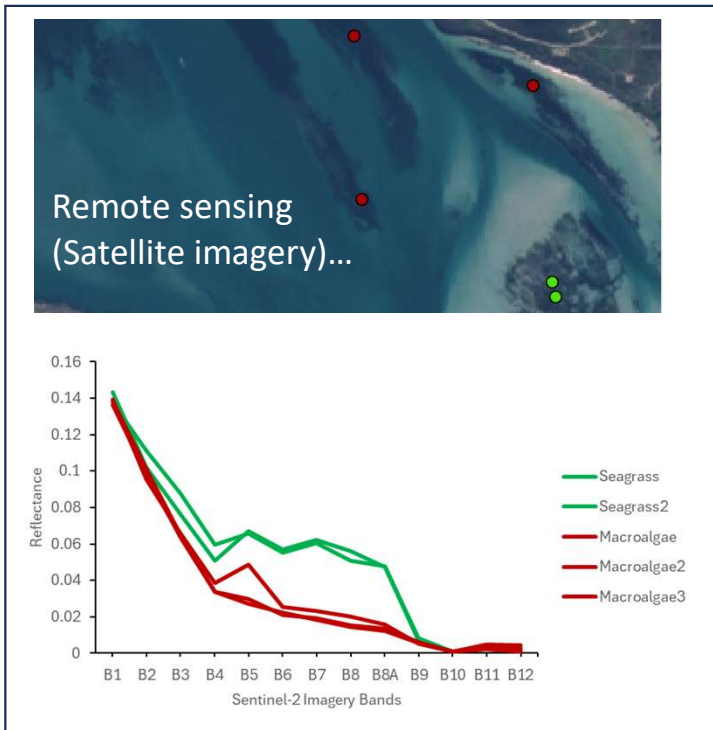 Remote sensing
(Satellite imagery)...
0.16
0.14
0.12
0.1
0.08
0.06
0.04
0.02
0
Reflectance
B1 B2 B3 B4 B5 B6 B7 B8 B8A B9 B10 B11 B12
Sentinel-2 Imagery Bands
Seagrass
Seagrass2
Macroalgae
Macroalgae2
Macroalgae3